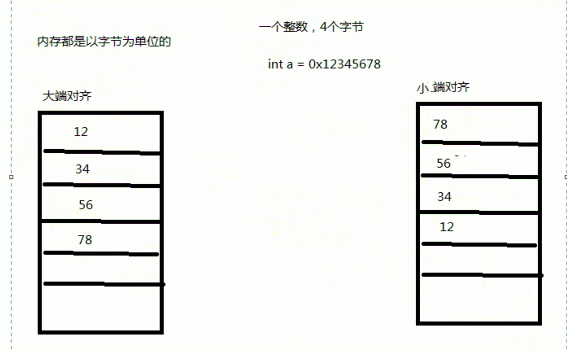 一个整数，4个字节
内存都是以字节为单位的
int a = 0x12345678
大端对齐
12
34
56
78
小.端对齐
78
56
34
12